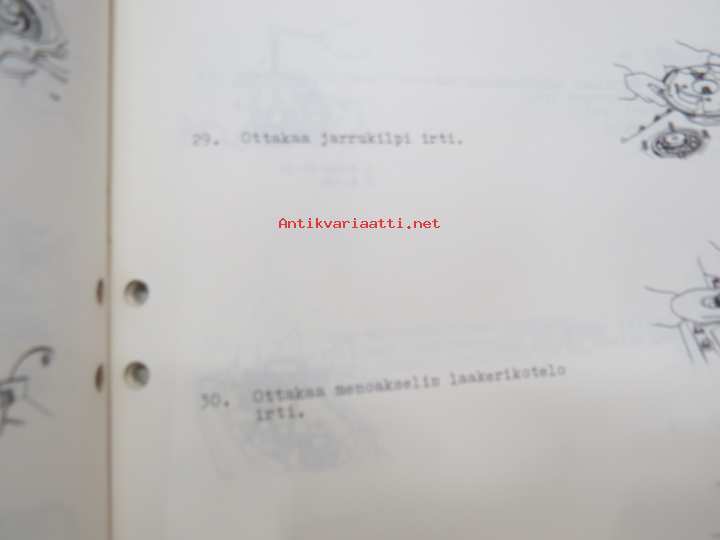 29. Ottakaa jarrukilpi irti.
Antikvariaatti.net
30. Ottakaa menoakselin laakerikotelo
irti.